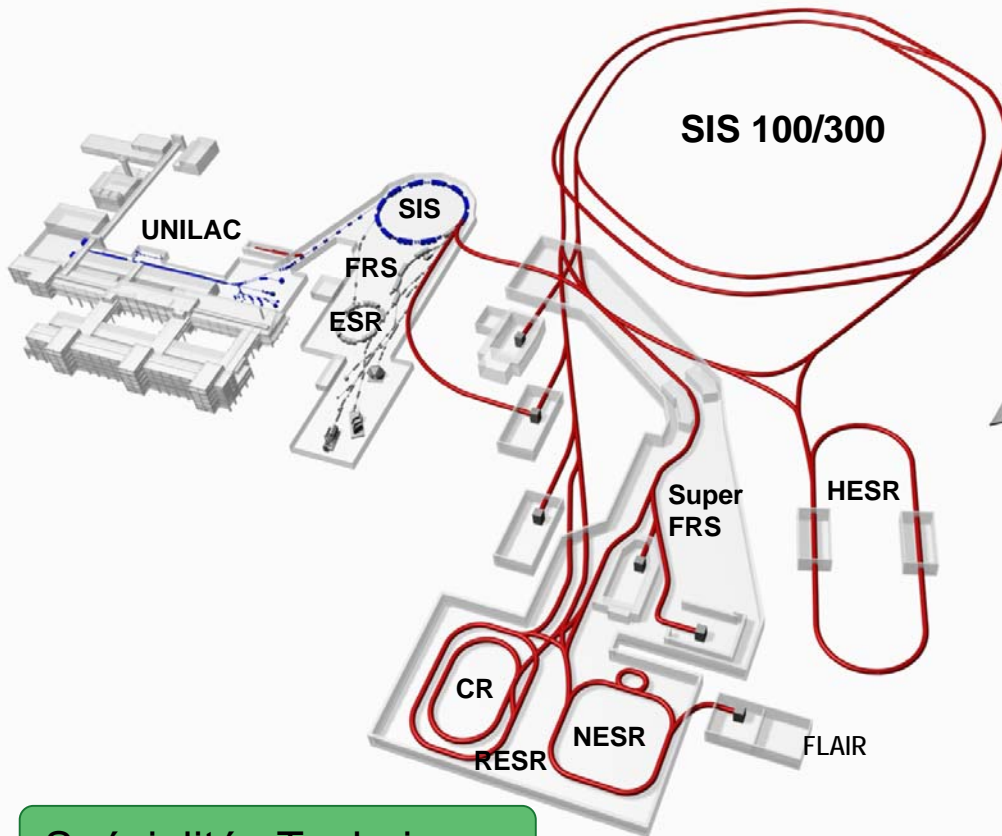 SIS 100/300
UNILAC
SIS
FRS
ESR
Super
FRS
HESR
CR
RESR
NESR
FLAIR